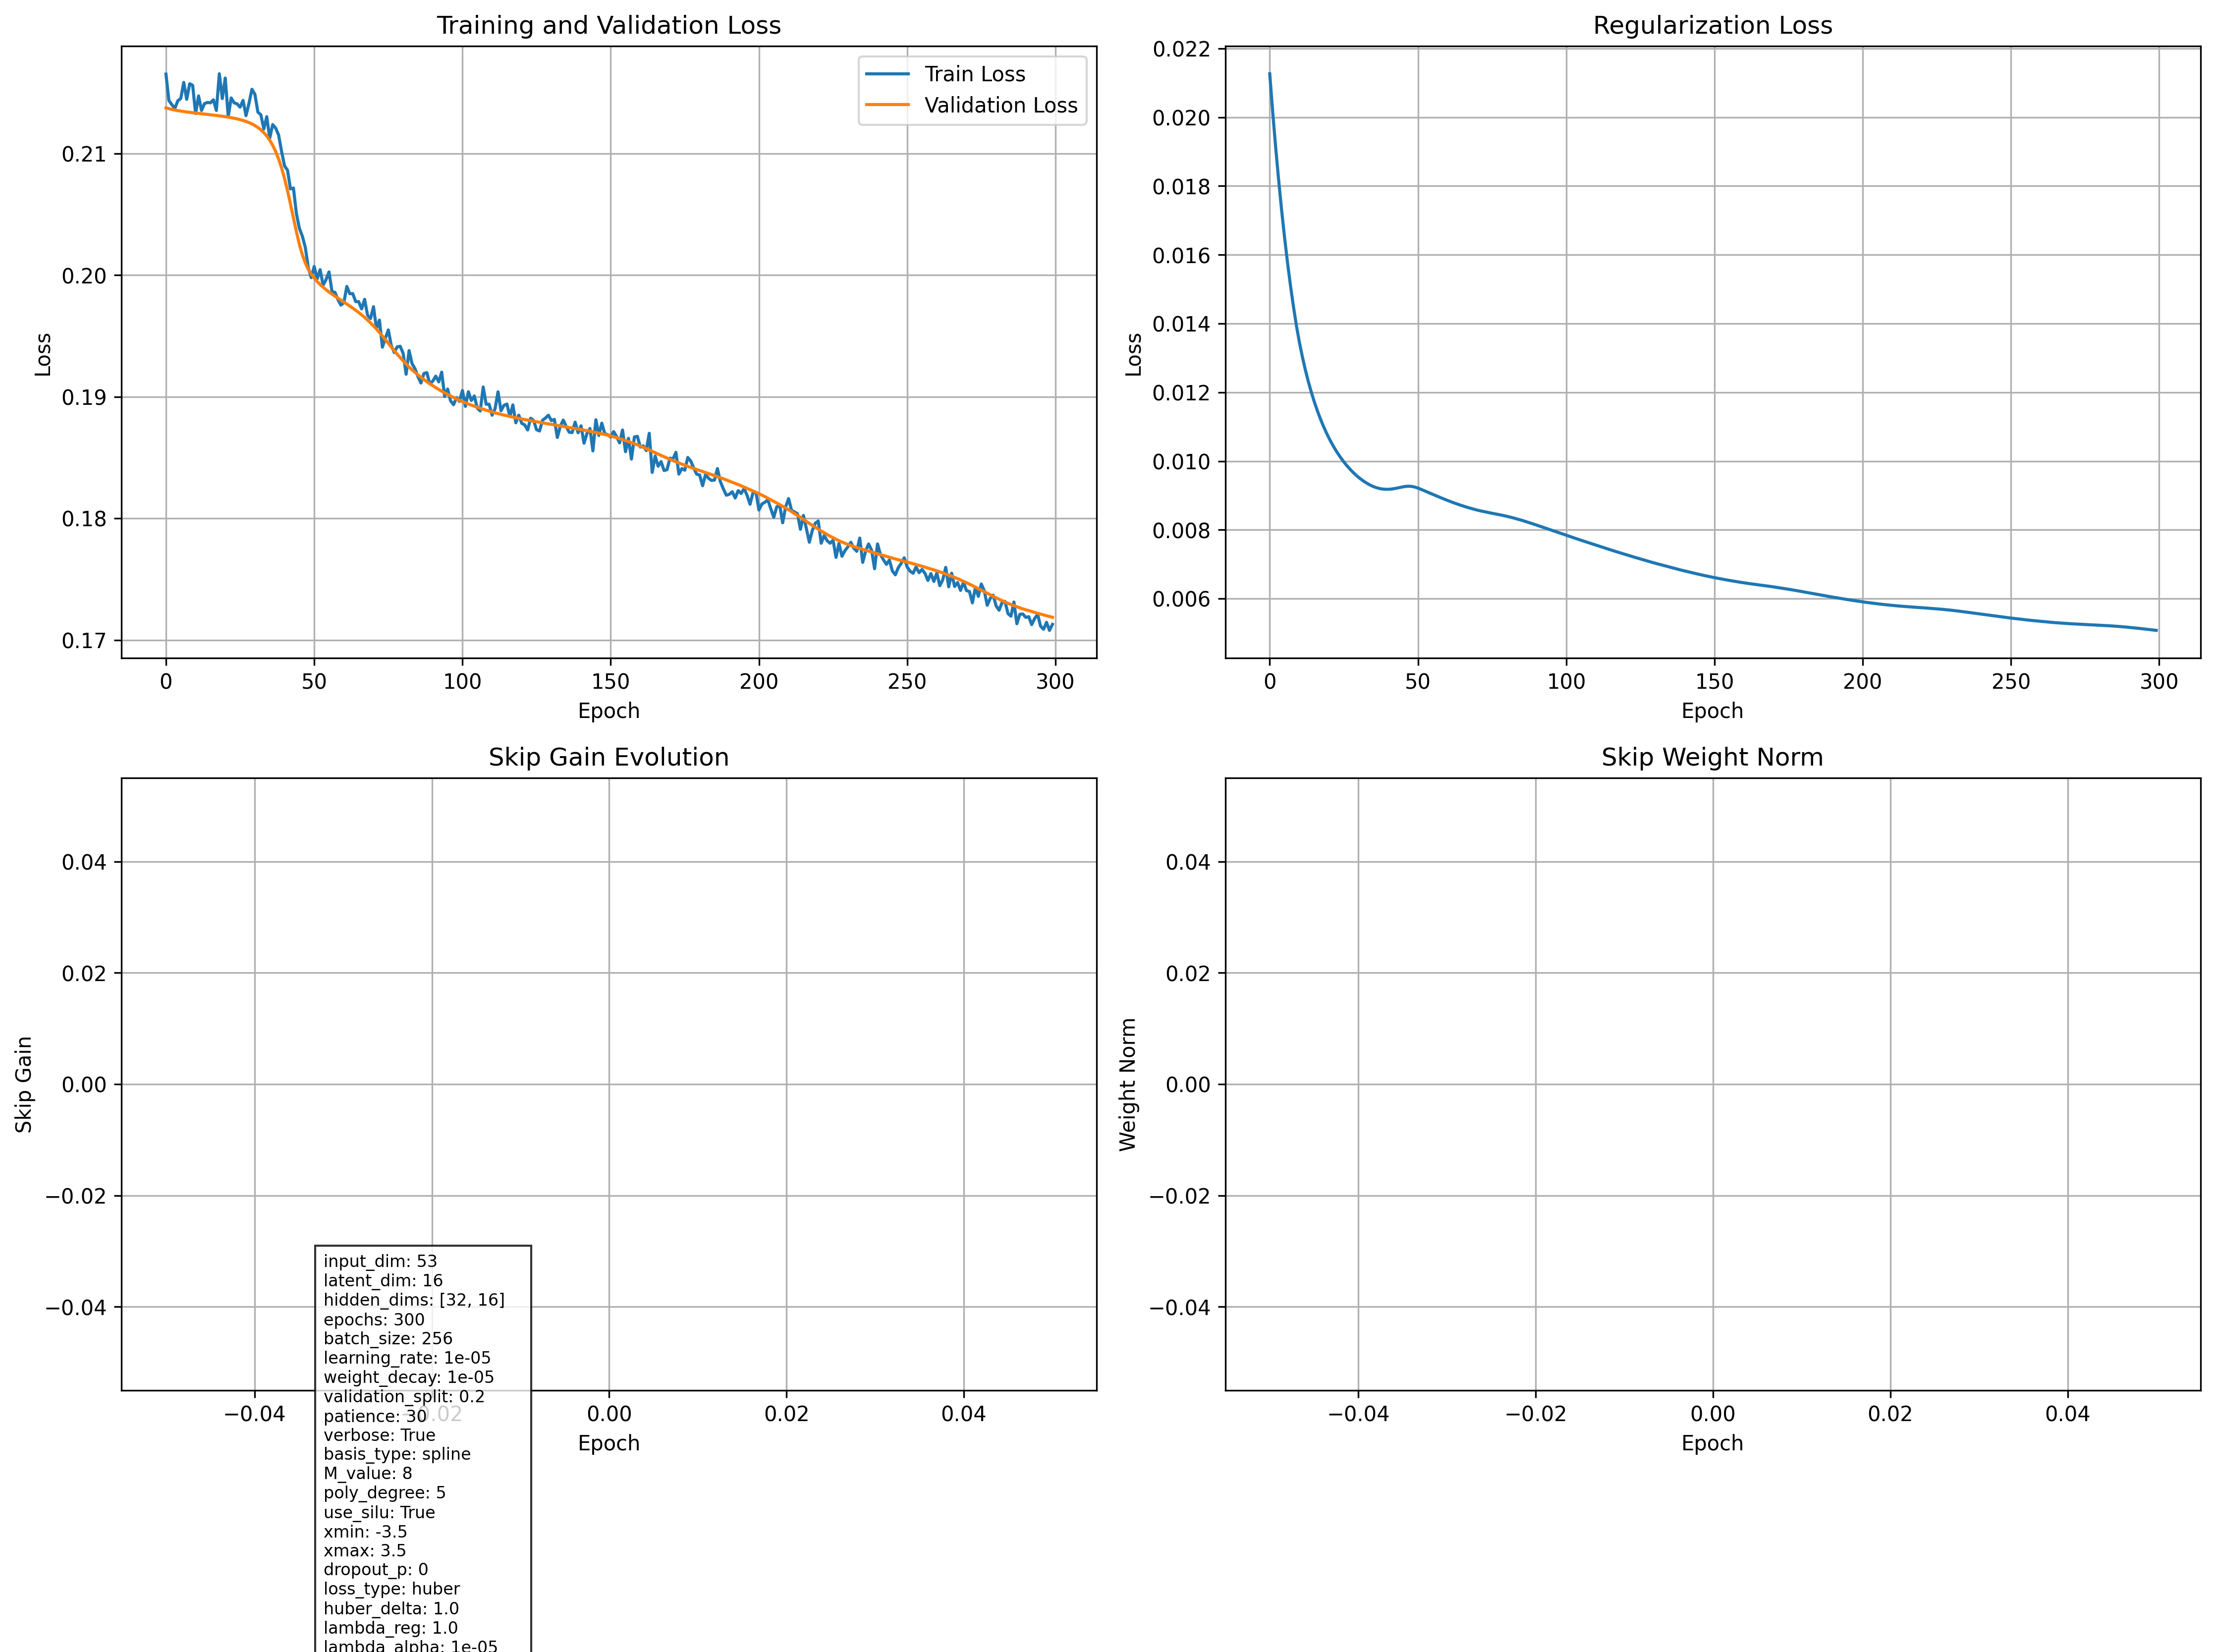 Training and Validation Loss
Train Loss
Validation Loss
Loss
0.21
0.20
0.19
0.18
0.17
0 50 100 150 200 250 300
Epoch
Regularization Loss
Loss
0.022
0.020
0.018
0.016
0.014
0.012
0.010
0.008
0.006
0 50 100 150 200 250 300
Epoch
Skip Gain Evolution
Skip Gain
0.04
0.02
0.00
−0.02
−0.04
−0.04 −0.02 0.00 0.02 0.04
Epoch
Skip Weight Norm
Weight Norm
0.04
0.02
0.00
−0.02
−0.04
−0.04 −0.02 0.00 0.02 0.04
Epoch
input_dim: 53
latent_dim: 16
hidden_dims: [32, 16]
epochs: 300
batch_size: 256
learning_rate: 1e-05
weight_decay: 1e-05
validation_split: 0.2
patience: 30
verbose: True
basis_type: spline
M_value: 8
poly_degree: 5
use_silu: True
xmin: -3.5
xmax: 3.5
dropout_p: 0
loss_type: huber
huber_delta: 1.0
lambda_reg: 1.0
lambda_alpha: 1e-05